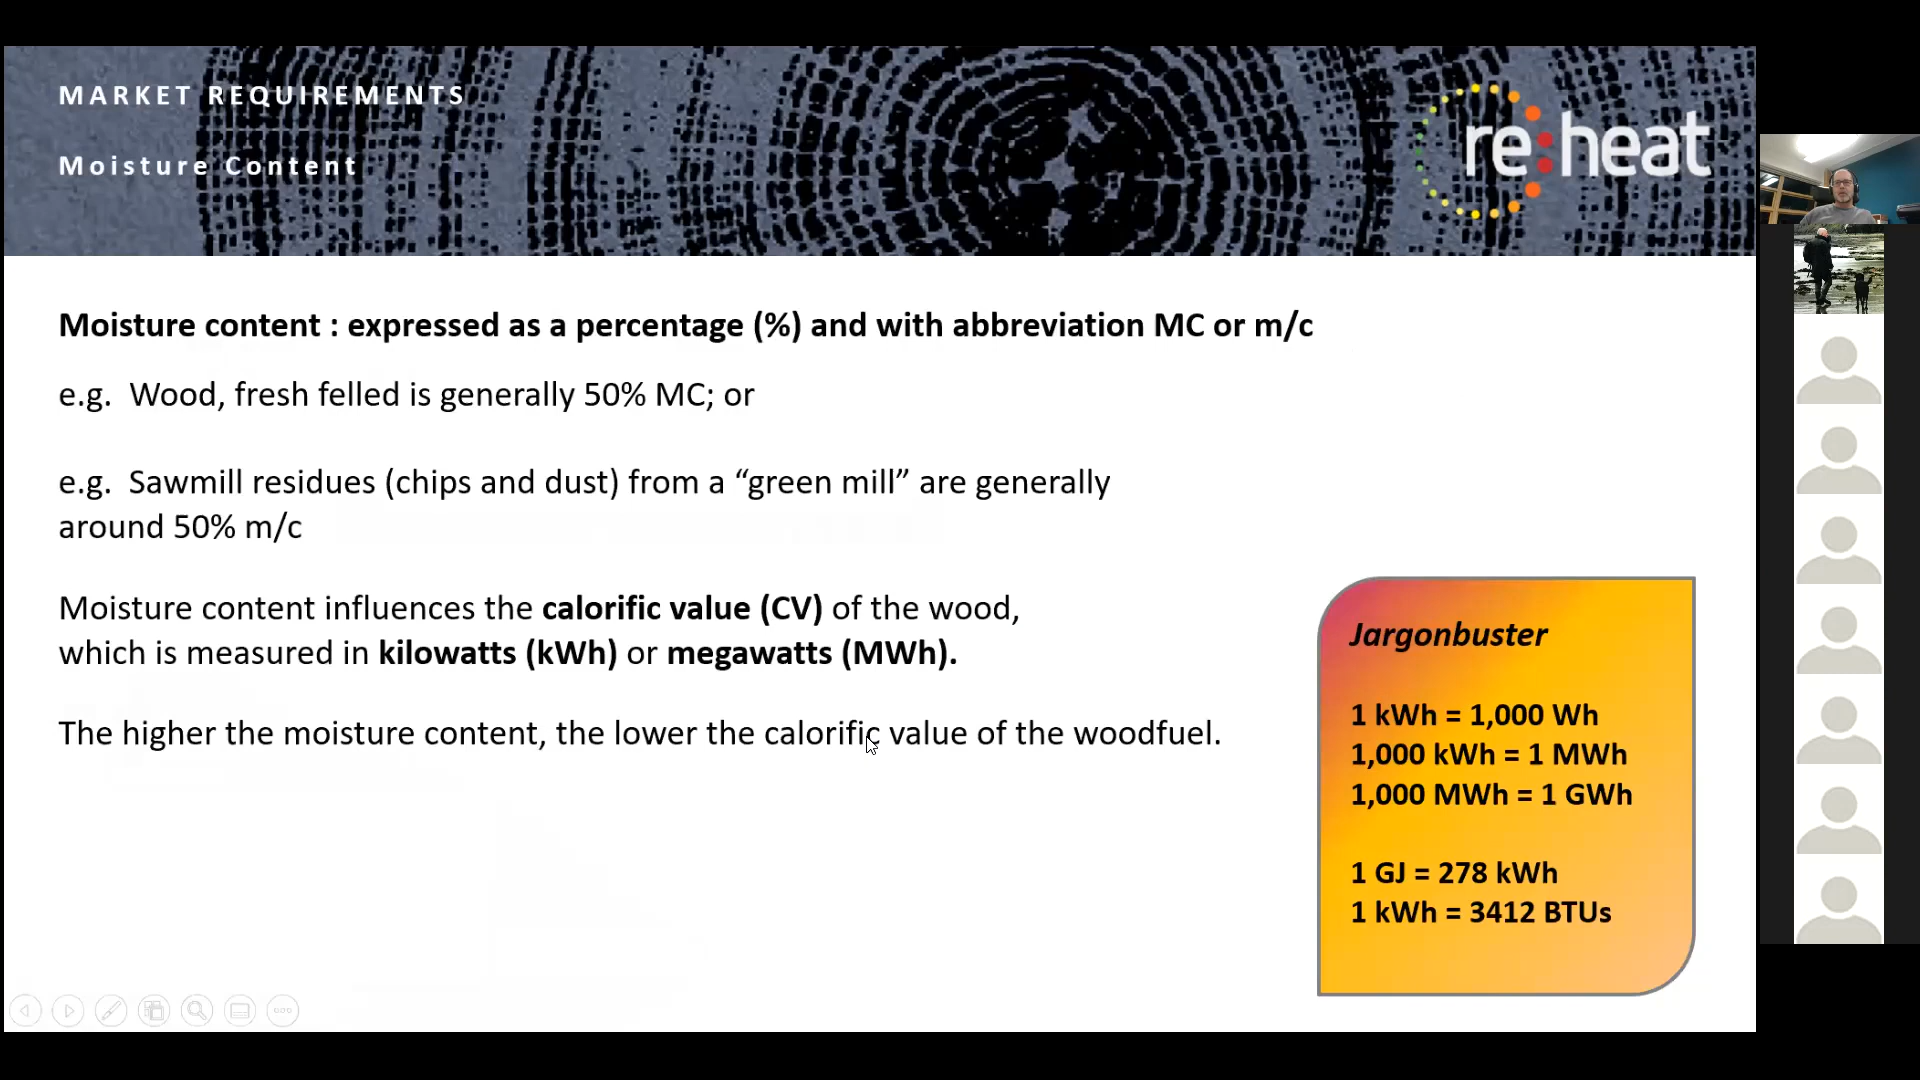 MARKET REQUIREMENTS
Moisture Content
re:heat
Moisture content : expressed as a percentage (%) and with abbreviation MC or m/c
e.g.  Wood, fresh felled is generally 50% MC; or
e.g.  Sawmill residues (chips and dust) from a “green mill” are generally
around 50% m/c
Moisture content influences the calorific value (CV) of the wood,
which is measured in kilowatts (kWh) or megawatts (MWh).
The higher the moisture content, the lower the calorific value of the woodfuel.
Jargonbuster
1 kWh = 1,000 Wh
1,000 kWh = 1 MWh
1,000 MWh = 1 GWh
1 GJ = 278 kWh
1 kWh = 3412 BTUs